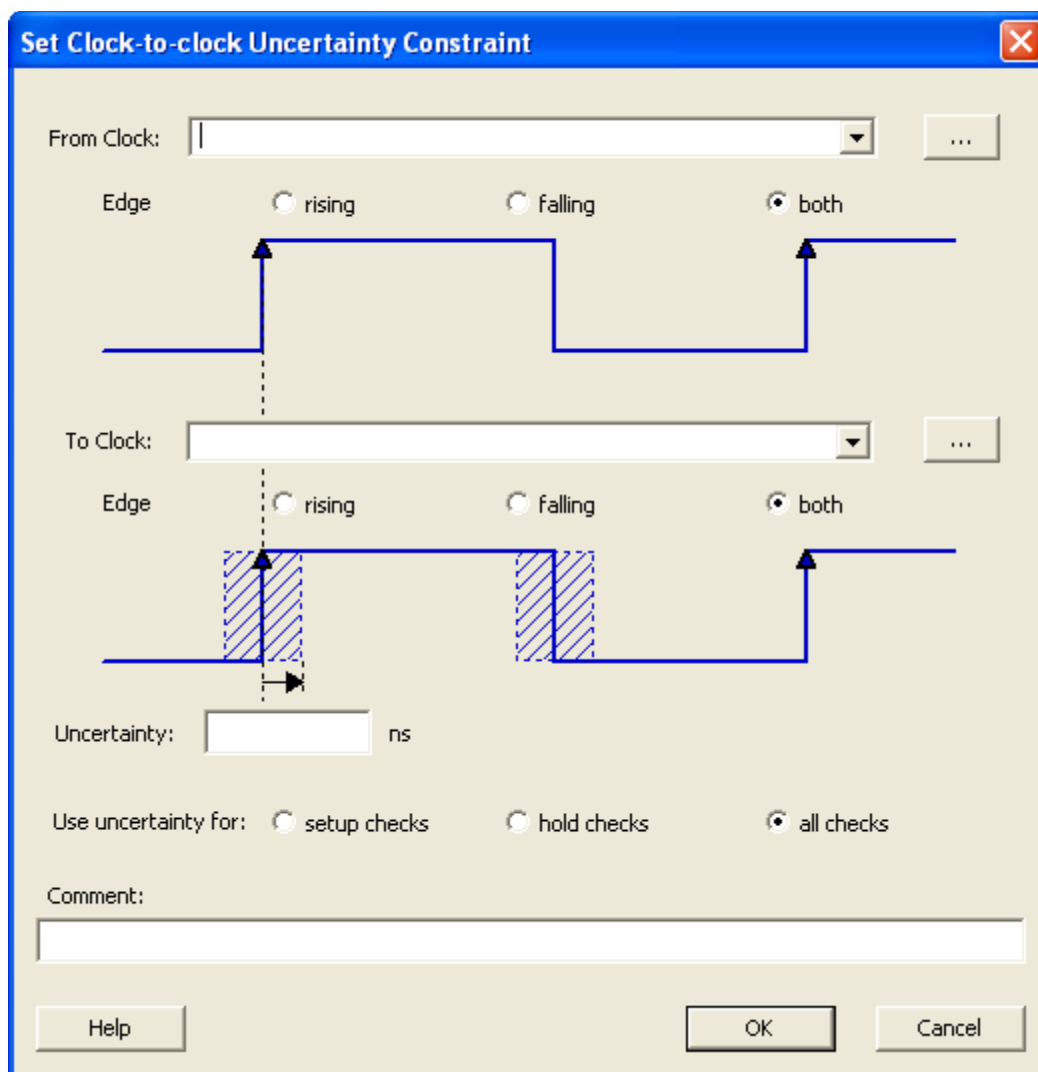 Set Clock-to-clock Uncertainty Constraint
From Clock: ...
Edge rising falling both
To Clock: ...
Edge rising falling both
Uncertainty: ns
Use uncertainty for: setup checks hold checks all checks
Comment:
Help OK Cancel